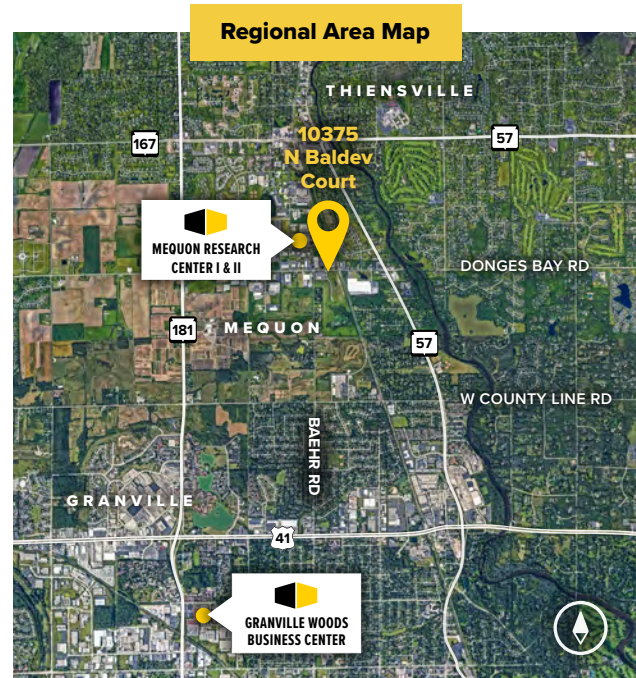 Regional Area Map
THIENSVILLE
167
57
10375
N Baldev
Court
MEQUON RESEARCH
CENTER I & II
DONGES BAY RD
181
MEQUON
57
W COUNTY LINE RD
BAEHR RD
GRANVILLE
41
GRANVILLE WOODS
BUSINESS CENTER